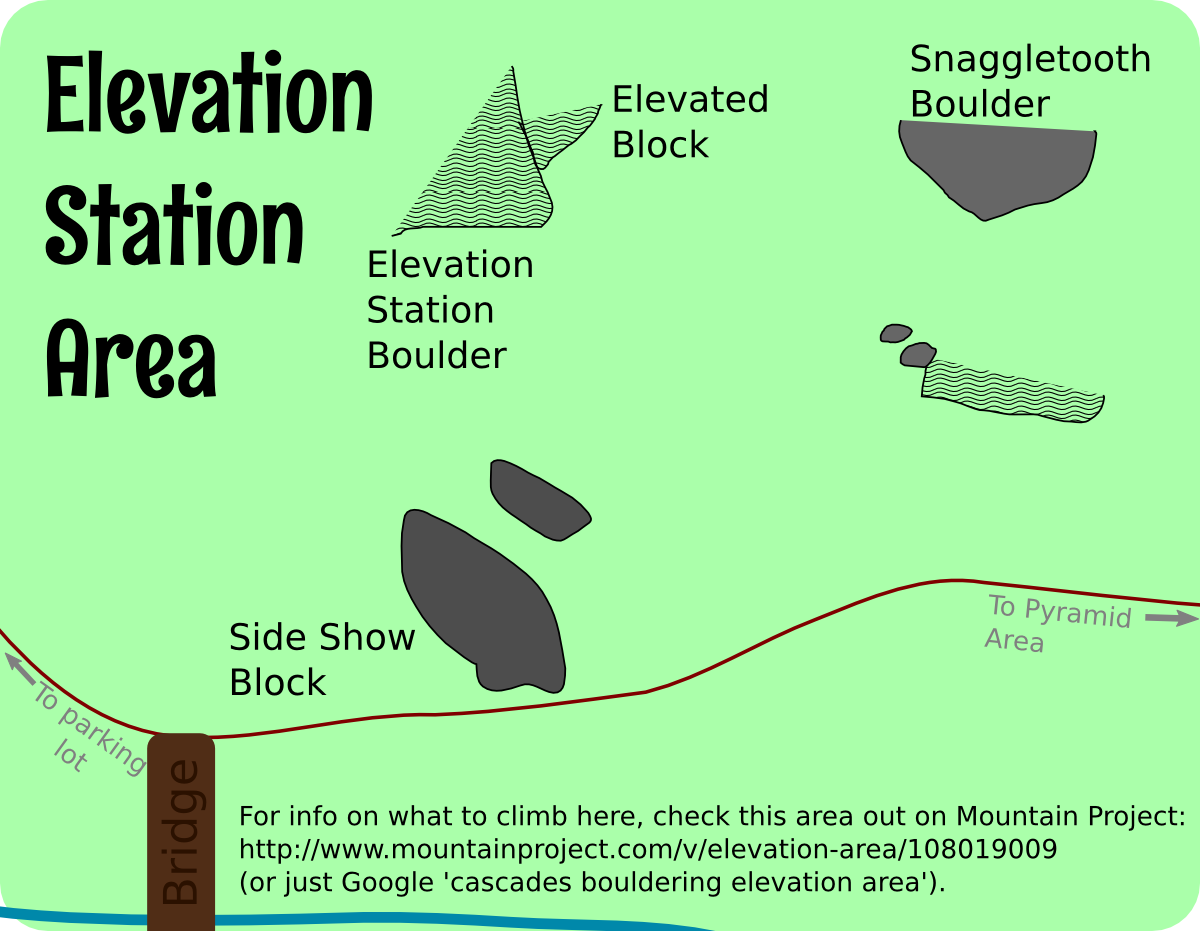 Elevation
Station
Area
Elevated
Block
Snaggletooth
Boulder
Elevation
Station
Boulder
Side Show
Block
To Pyramid
Area
To parking
lot
Bridge
For info on what to climb here, check this area out on Mountain Project:
http://www.mountainproject.com/v/elevation-area/108019009
(or just Google 'cascades bouldering elevation area').